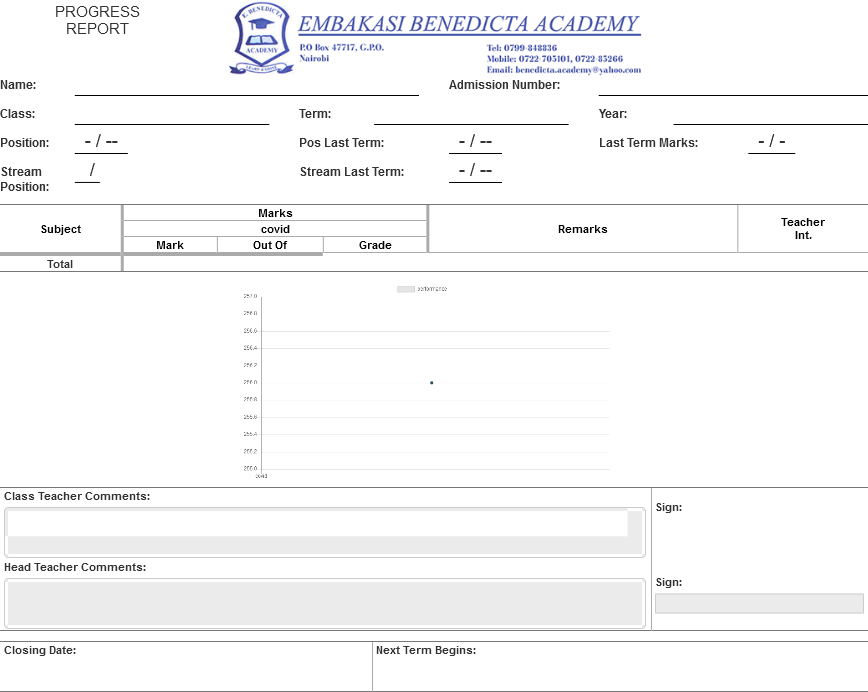 PROGRESS
REPORT
E. BENEDICTA
ACADEMY
EMBAKASI BENEDICTA ACADEMY
P.O Box 47717, G.P.O.
Nairobi
Tel: 0799-848836
Mobile: 0722-705101, 0722-85266
Email: benedicta.academy@yahoo.com
Name:
Admission Number:
Class:
Term:
Year:
Position: - / --
Pos Last Term: - / --
Last Term Marks: - / -
Stream
Position: /
Stream Last Term: - / --
Subject
Marks
covid
Mark
Out Of
Grade
Remarks
Teacher
Int.
Total
performance
257.0
256.8
256.6
256.4
256.2
256.0
255.8
255.6
255.4
255.2
255.0
covid
Class Teacher Comments:
Sign:
Head Teacher Comments:
Sign:
Closing Date:
Next Term Begins: